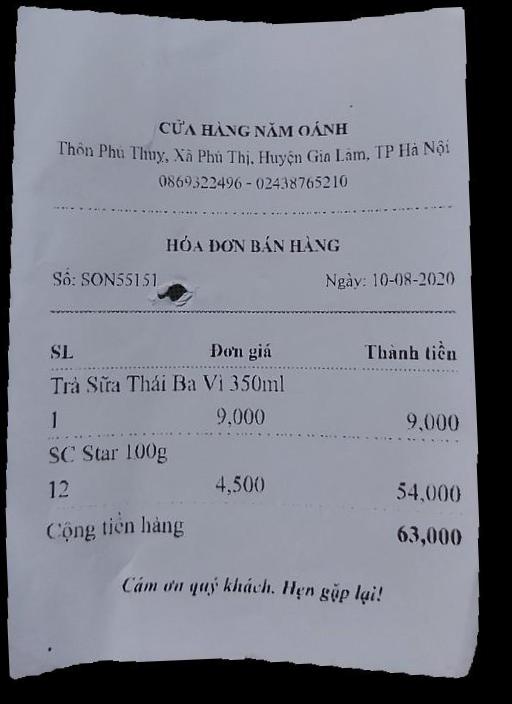 CỬA HÀNG NĂM OÁNH
Thôn Phú Thuỵ, Xã Phú Thị, Huyện Gia Lâm, TP Hà Nội
0869322496 - 02438765210
HÓA ĐƠN BÁN HÀNG
Số: SON55151 Ngày: 10-08-2020
SL Đơn giá Thành tiền
Trà Sữa Thái Ba Vì 350ml
1 9,000 9,000
SC Star 100g
12 4,500 54,000
Cộng tiền hàng 63,000
Cám ơn quý khách. Hẹn gặp lại!